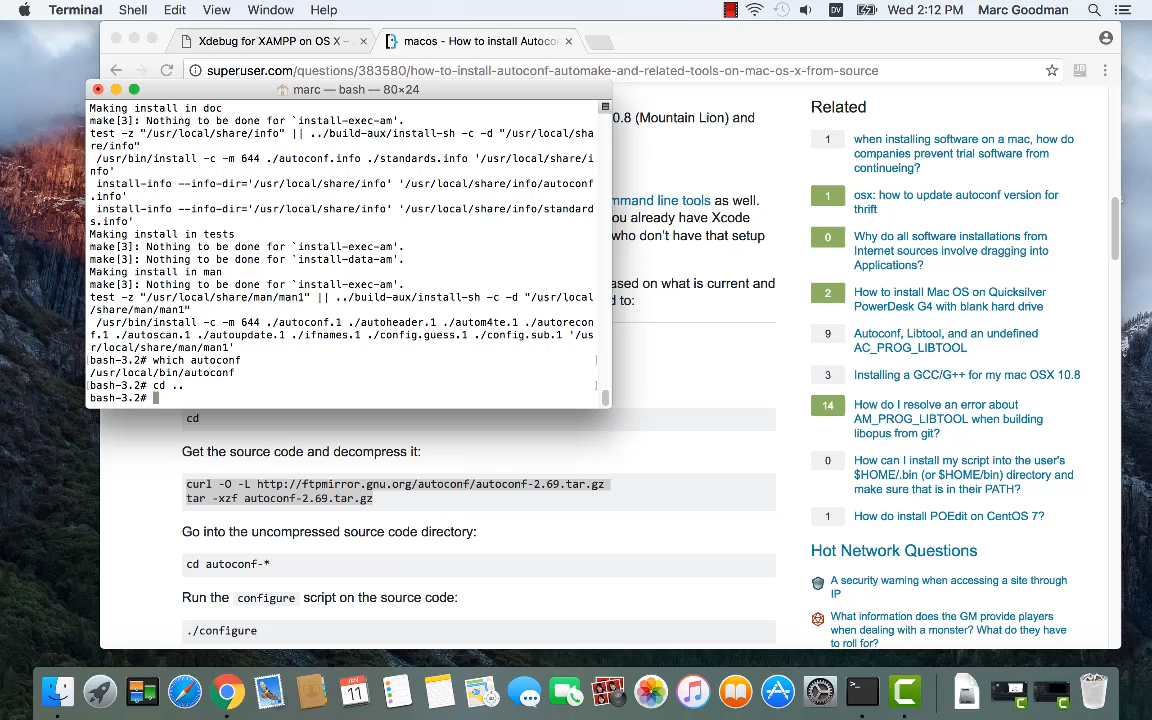 Terminal Shell Edit View Window Help DV Wed 2:12 PM Marc Goodman
Xdebug for XAMPP on OS X –
macos - How to install Autocon
superuser.com/questions/383580/how-to-install-autoconf-automake-and-related-tools-on-mac-os-x-from-source
marc — bash — 80×24
Making install in doc
make[3]: Nothing to be done for `install-exec-am'.
test -z "/usr/local/share/info" || ../build-aux/install-sh -c -d "/usr/local/sha
re/info"
/usr/bin/install -c -m 644 ./autoconf.info ./standards.info '/usr/local/share/i
nfo'
install-info --info-dir='/usr/local/share/info' '/usr/local/share/info/autoconf
.info'
install-info --info-dir='/usr/local/share/info' '/usr/local/share/info/standard
s.info'
Making install in tests
make[3]: Nothing to be done for `install-exec-am'.
make[3]: Nothing to be done for `install-data-am'.
Making install in man
test -z "/usr/local/share/man/man1" || ../build-aux/install-sh -c -d "/usr/local
/share/man/man1"
/usr/bin/install -c -m 644 ./autoconf.1 ./autoheader.1 ./autom4te.1 ./autorecon
f.1 ./autoscan.1 ./autoupdate.1 ./ifnames.1 ./config.guess.1 ./config.sub.1 '/us
r/local/share/man/man1'
[bash-3.2# which autoconf ]
/usr/local/bin/autoconf
[bash-3.2# cd .. ]
bash-3.2#
0.8 (Mountain Lion) and
mmand line tools as well.
ou already have Xcode
who don't have that setup
ased on what is current and
d to:
cd
Get the source code and decompress it:
curl -O -L http://ftpmirror.gnu.org/autoconf/autoconf-2.69.tar.gz
tar -xzf autoconf-2.69.tar.gz
Go into the uncompressed source code directory:
cd autoconf-*
Run the configure script on the source code:
./configure
Related
1 when installing software on a mac, how do
companies prevent trial software from
continueing?
1 osx: how to update autoconf version for
thrift
0 Why do all software installations from
Internet sources involve dragging into
Applications?
2 How to install Mac OS on Quicksilver
PowerDesk G4 with blank hard drive
9 Autoconf, Libtool, and an undefined
AC_PROG_LIBTOOL
3 Installing a GCC/G++ for my mac OSX 10.8
14 How do I resolve an error about
AM_PROG_LIBTOOL when building
libopus from git?
0 How can I install my script into the user's
$HOME/.bin (or $HOME/bin) directory and
make sure that is in their PATH?
1 How do install POEdit on CentOS 7?
Hot Network Questions
A security warning when accessing a site through
IP
What information does the GM provide players
when dealing with a monster? What do they have
to roll for?
JAN
11